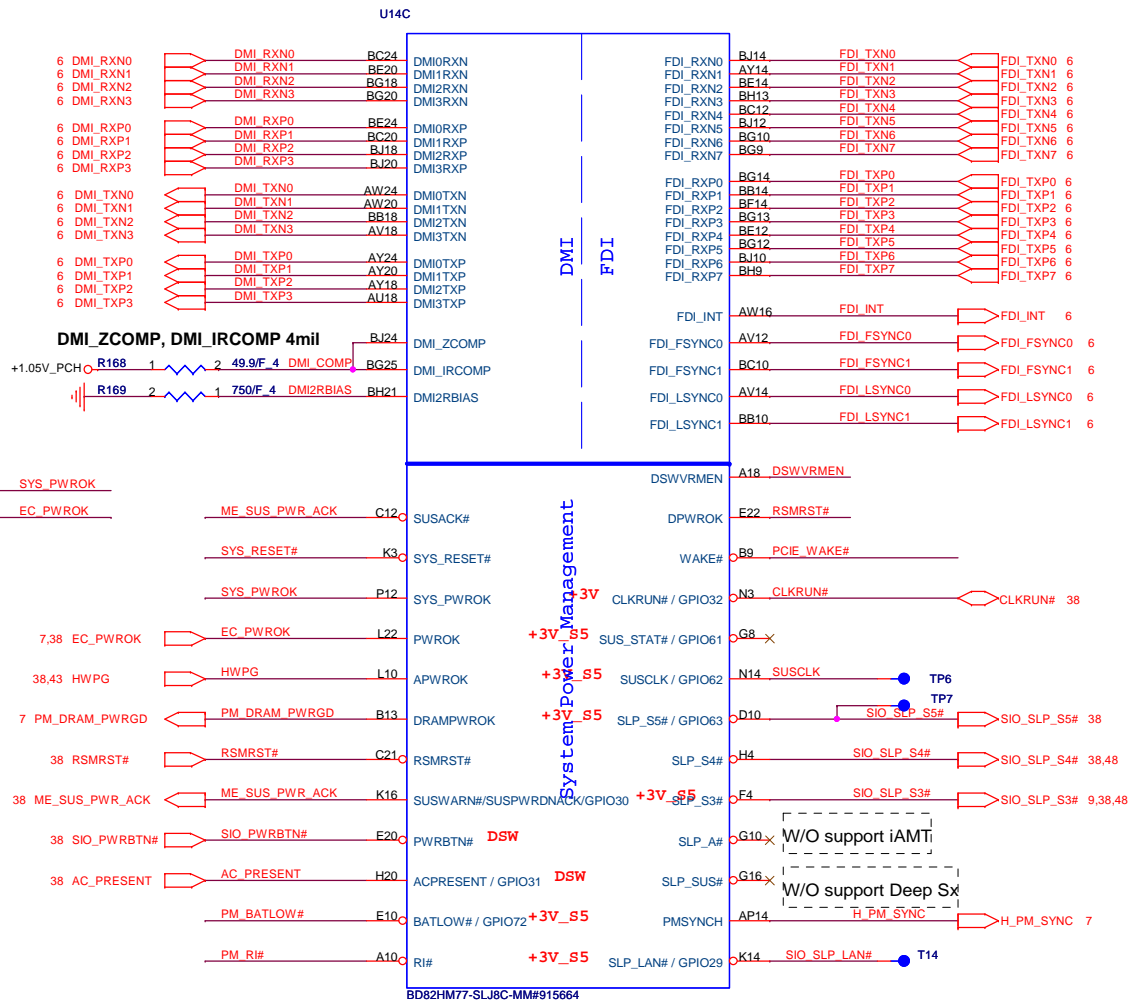 U14C
6 DMI_RXN0 DMI_RXN0 BC24 DMI0RXN FDI_RXN0 BJ14 FDI_TXN0 FDI_TXN0 6
6 DMI_RXN1 DMI_RXN1 BE20 DMI1RXN FDI_RXN1 AY14 FDI_TXN1 FDI_TXN1 6
6 DMI_RXN2 DMI_RXN2 BG18 DMI2RXN FDI_RXN2 BE14 FDI_TXN2 FDI_TXN2 6
6 DMI_RXN3 DMI_RXN3 BG20 DMI3RXN FDI_RXN3 BH13 FDI_TXN3 FDI_TXN3 6
FDI_RXN4 BC12 FDI_TXN4 FDI_TXN4 6
6 DMI_RXP0 DMI_RXP0 BE24 DMI0RXP FDI_RXN5 BJ12 FDI_TXN5 FDI_TXN5 6
6 DMI_RXP1 DMI_RXP1 BC20 DMI1RXP FDI_RXN6 BG10 FDI_TXN6 FDI_TXN6 6
6 DMI_RXP2 DMI_RXP2 BJ18 DMI2RXP FDI_RXN7 BG9 FDI_TXN7 FDI_TXN7 6
6 DMI_RXP3 DMI_RXP3 BJ20 DMI3RXP
FDI_RXP0 BG14 FDI_TXP0 FDI_TXP0 6
6 DMI_TXN0 DMI_TXN0 AW24 DMI0TXN FDI_RXP1 BB14 FDI_TXP1 FDI_TXP1 6
6 DMI_TXN1 DMI_TXN1 AW20 DMI1TXN FDI_RXP2 BF14 FDI_TXP2 FDI_TXP2 6
6 DMI_TXN2 DMI_TXN2 BB18 DMI2TXN FDI_RXP3 BG13 FDI_TXP3 FDI_TXP3 6
6 DMI_TXN3 DMI_TXN3 AV18 DMI3TXN FDI_RXP4 BE12 FDI_TXP4 FDI_TXP4 6
FDI_RXP5 BG12 FDI_TXP5 FDI_TXP5 6
6 DMI_TXP0 DMI_TXP0 AY24 DMI0TXP FDI_RXP6 BJ10 FDI_TXP6 FDI_TXP6 6
6 DMI_TXP1 DMI_TXP1 AY20 DMI1TXP FDI_RXP7 BH9 FDI_TXP7 FDI_TXP7 6
6 DMI_TXP2 DMI_TXP2 AY18 DMI2TXP
6 DMI_TXP3 DMI_TXP3 AU18 DMI3TXP
DMI FDI
FDI_INT AW16 FDI_INT FDI_INT 6
DMI_ZCOMP, DMI_IRCOMP 4mil
BJ24 DMI_ZCOMP FDI_FSYNC0 AV12 FDI_FSYNC0 FDI_FSYNC0 6
+1.05V_PCH R168 1 2 49.9/F_4 DMI_COMP BG25 DMI_IRCOMP FDI_FSYNC1 BC10 FDI_FSYNC1 FDI_FSYNC1 6
R169 2 1 750/F_4 DMI2RBIAS BH21 DMI2RBIAS FDI_LSYNC0 AV14 FDI_LSYNC0 FDI_LSYNC0 6
FDI_LSYNC1 BB10 FDI_LSYNC1 FDI_LSYNC1 6
System Power Management
SYS_PWROK DSWVRMEN A18 DSWVRMEN
EC_PWROK ME_SUS_PWR_ACK C12 SUSACK# DPWROK E22 RSMRST#
SYS_RESET# K3 SYS_RESET# WAKE# B9 PCIE_WAKE#
SYS_PWROK P12 SYS_PWROK +3V CLKRUN# / GPIO32 N3 CLKRUN# CLKRUN# 38
7,38 EC_PWROK EC_PWROK L22 PWROK +3V_S5 SUS_STAT# / GPIO61 G8
38,43 HWPG HWPG L10 APWROK +3V_S5 SUSCLK / GPIO62 N14 SUSCLK TP6
TP7
7 PM_DRAM_PWRGD PM_DRAM_PWRGD B13 DRAMPWROK +3V_S5 SLP_S5# / GPIO63 D10 SIO_SLP_S5# SIO_SLP_S5# 38
38 RSMRST# RSMRST# C21 RSMRST# SLP_S4# H4 SIO_SLP_S4# SIO_SLP_S4# 38,48
38 ME_SUS_PWR_ACK ME_SUS_PWR_ACK K16 SUSWARN#/SUSPWRDNACK/GPIO30 +3V_S5 SLP_S3# F4 SIO_SLP_S3# SIO_SLP_S3# 9,38,48
38 SIO_PWRBTN# SIO_PWRBTN# E20 PWRBTN# DSW SLP_A# G10 W/O support iAMT
38 AC_PRESENT AC_PRESENT H20 ACPRESENT / GPIO31 DSW SLP_SUS# G16 W/O support Deep Sx
PM_BATLOW# E10 BATLOW# / GPIO72 +3V_S5 PMSYNCH AP14 H_PM_SYNC H_PM_SYNC 7
PM_RI# A10 RI# +3V_S5 SLP_LAN# / GPIO29 K14 SIO_SLP_LAN# T14
BD82HM77-SLJ8C-MM#915664